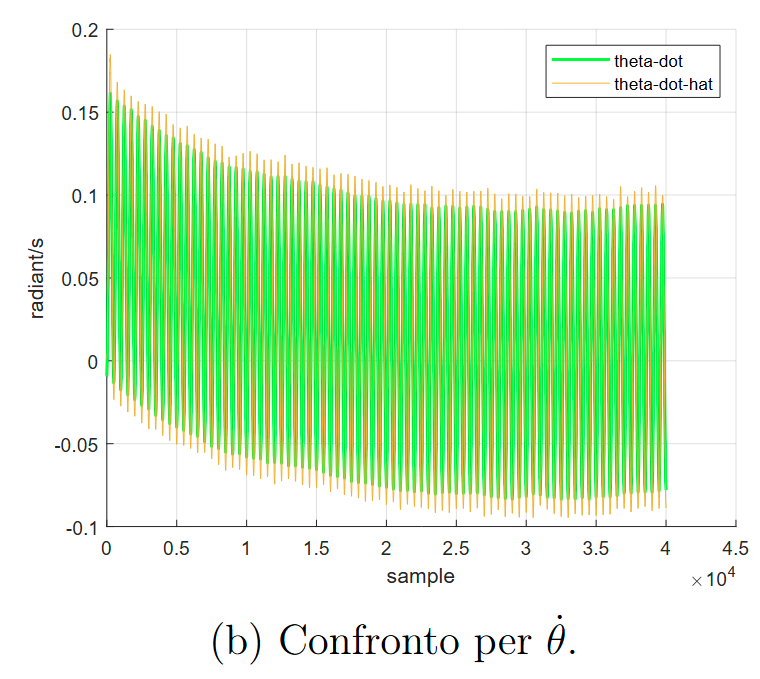 0.2
theta-dot
theta-dot-hat
0.15
0.1
0.05
radiant/s
0
-0.05
-0.1
0 0.5 1 1.5 2 2.5 3 3.5 4 4.5
sample
×10⁴
(b) Confronto per θ̇.